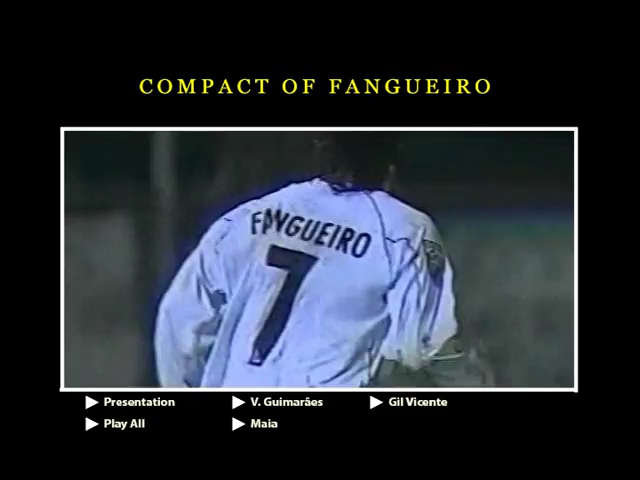 COMPACT OF FANGUEIRO
FANGUEIRO
7
Presentation
V. Guimarães
Gil Vicente
Play All
Maia